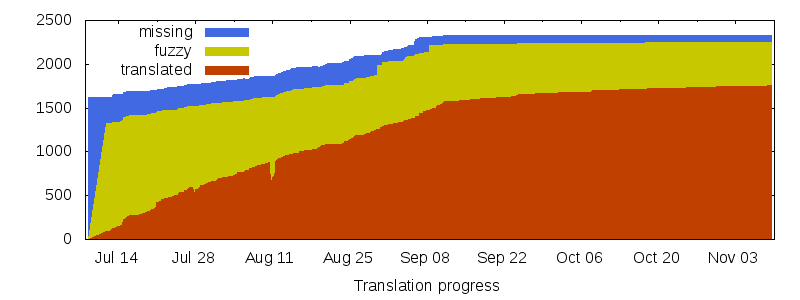 2500
2000
1500
1000
500
0
missing
fuzzy
translated
Jul 14 Jul 28 Aug 11 Aug 25 Sep 08 Sep 22 Oct 06 Oct 20 Nov 03
Translation progress